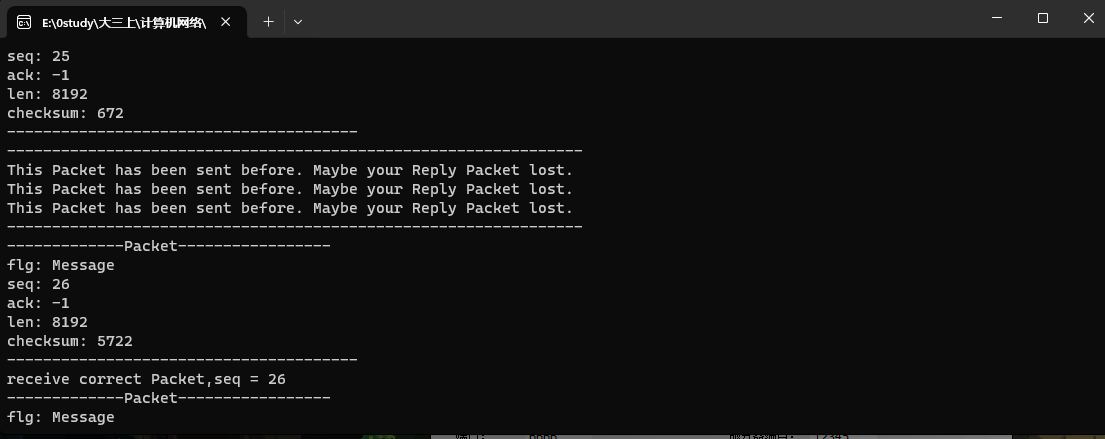 E:\0study\大三上\计算机网络\
seq: 25
ack: -1
len: 8192
checksum: 672
---------------------------------------
----------------------------------------------------------------
This Packet has been sent before. Maybe your Reply Packet lost.
This Packet has been sent before. Maybe your Reply Packet lost.
This Packet has been sent before. Maybe your Reply Packet lost.
----------------------------------------------------------------
-------------Packet-----------------
flg: Message
seq: 26
ack: -1
len: 8192
checksum: 5722
---------------------------------------
receive correct Packet,seq = 26
-------------Packet-----------------
flg: Message